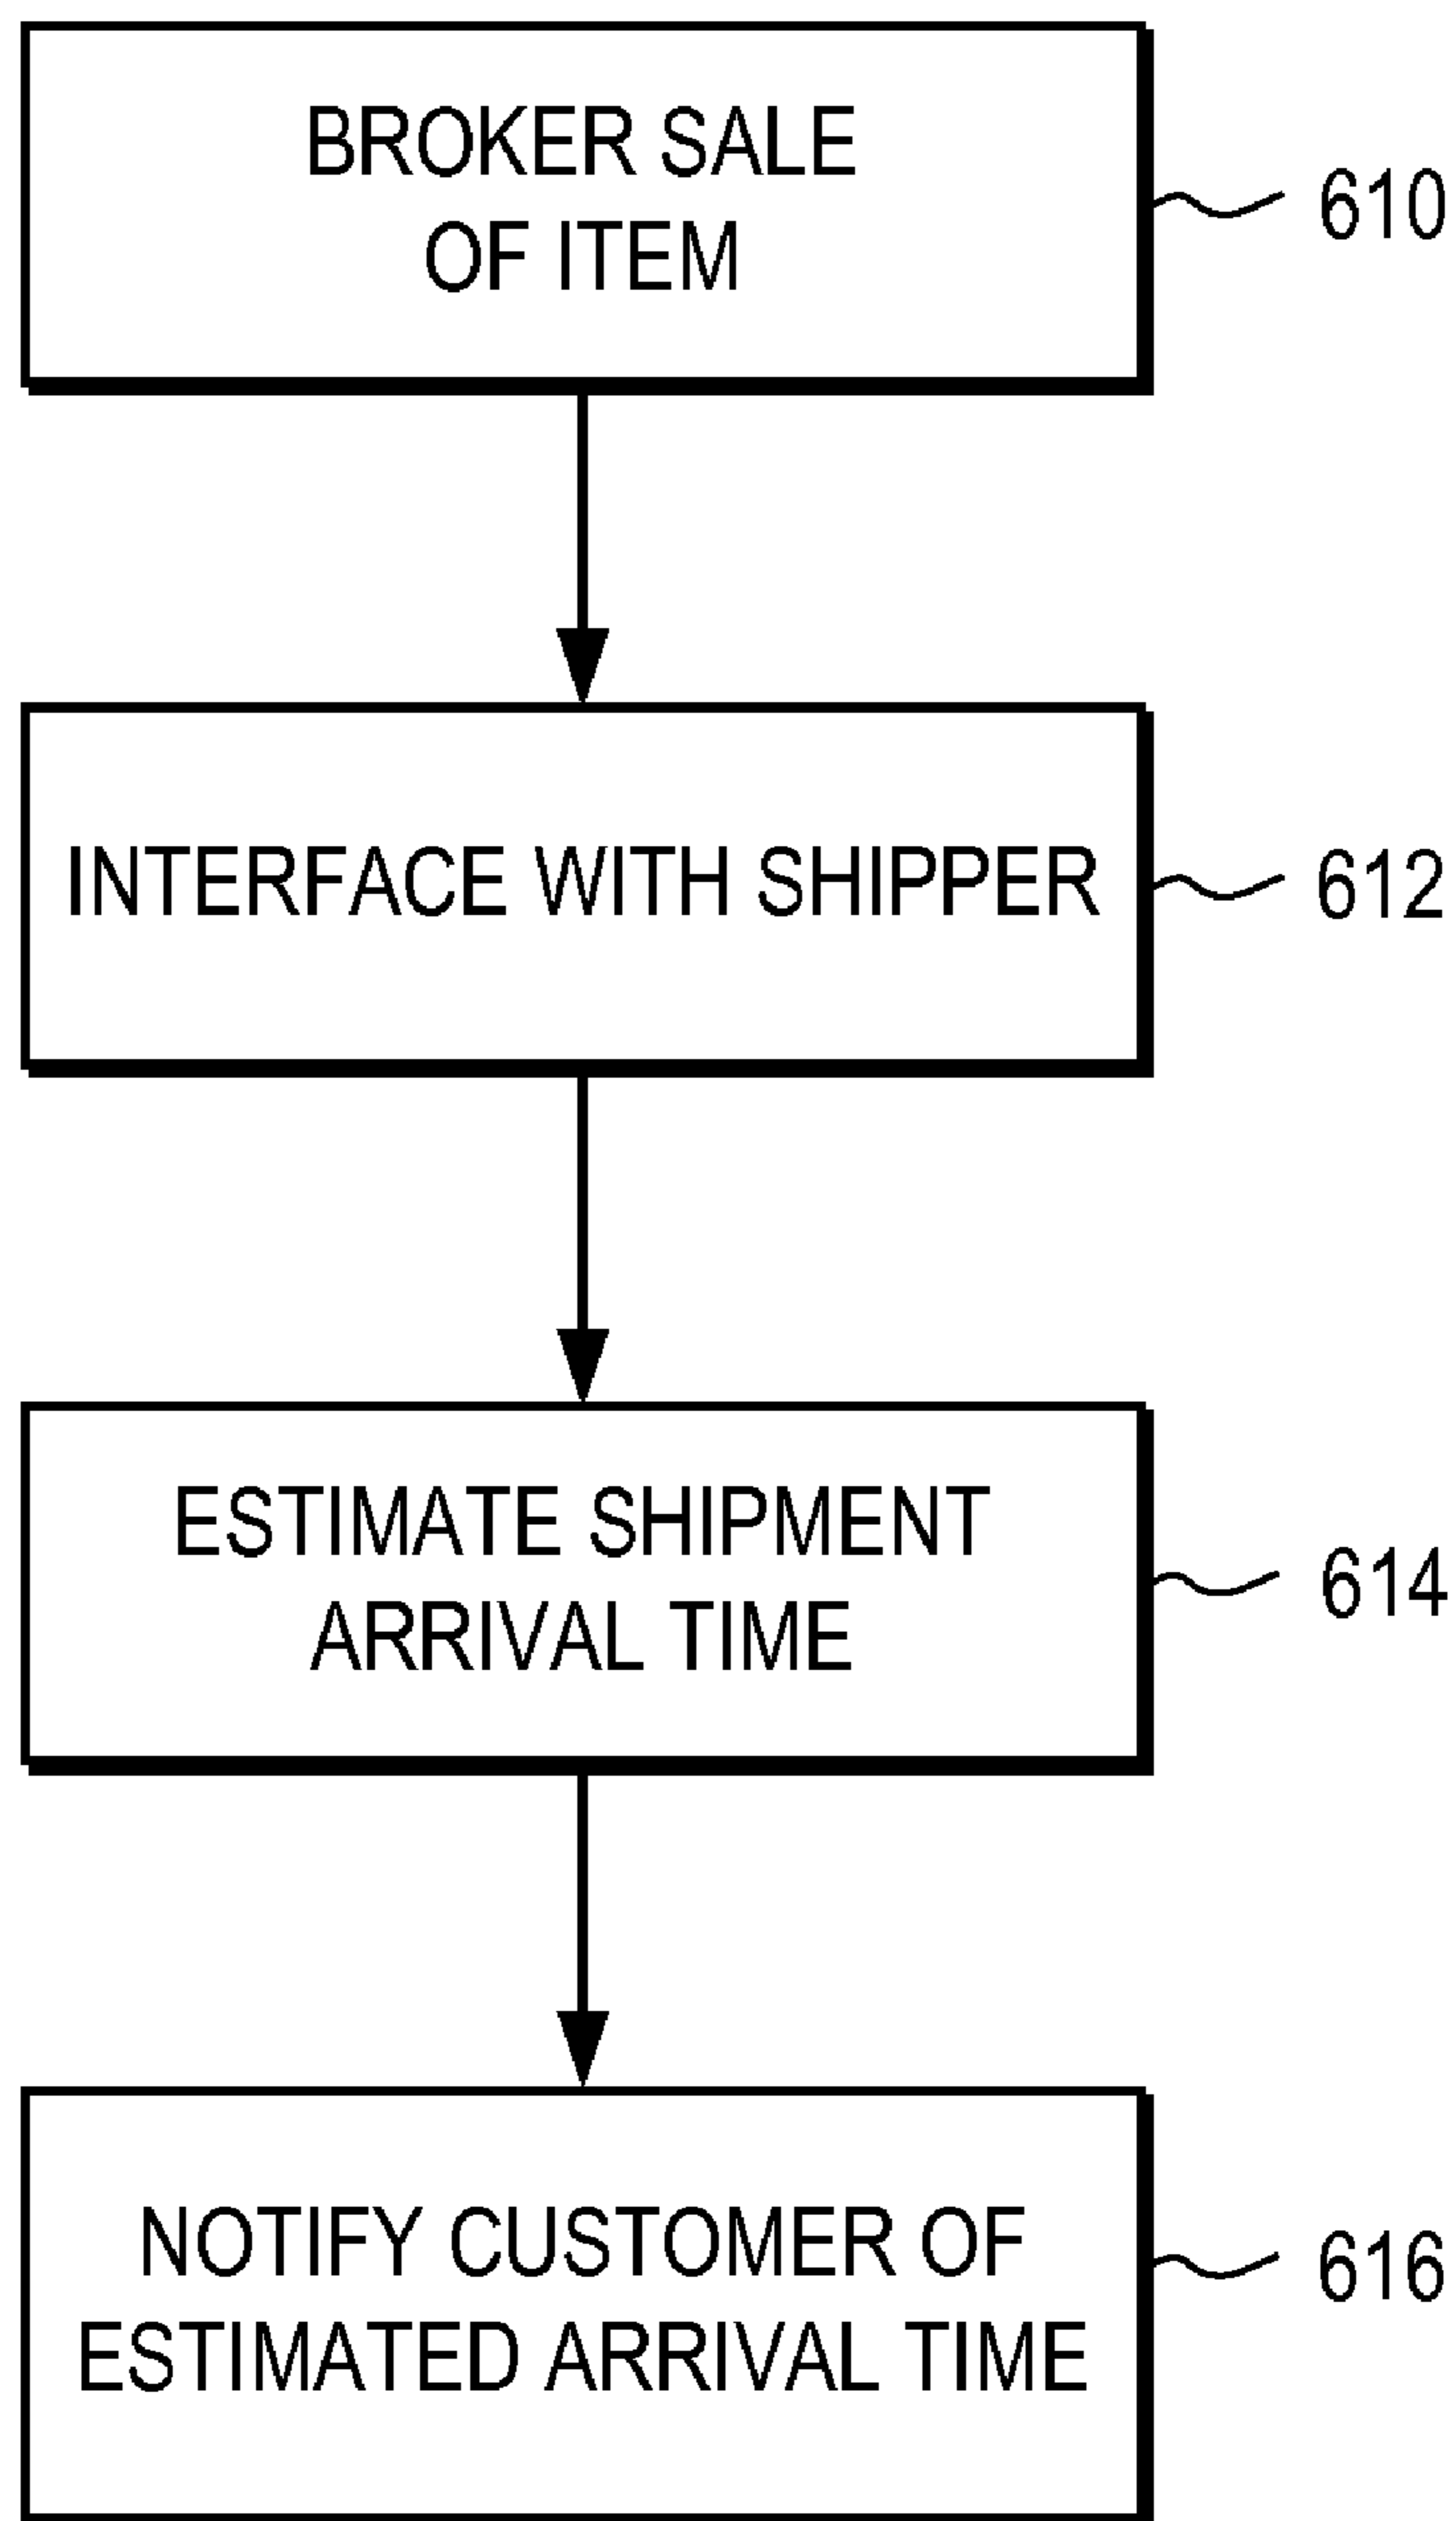 BROKER SALE
OF ITEM
610
INTERFACE WITH SHIPPER
612
ESTIMATE SHIPMENT
ARRIVAL TIME
614
NOTIFY CUSTOMER OF
ESTIMATED ARRIVAL TIME
616